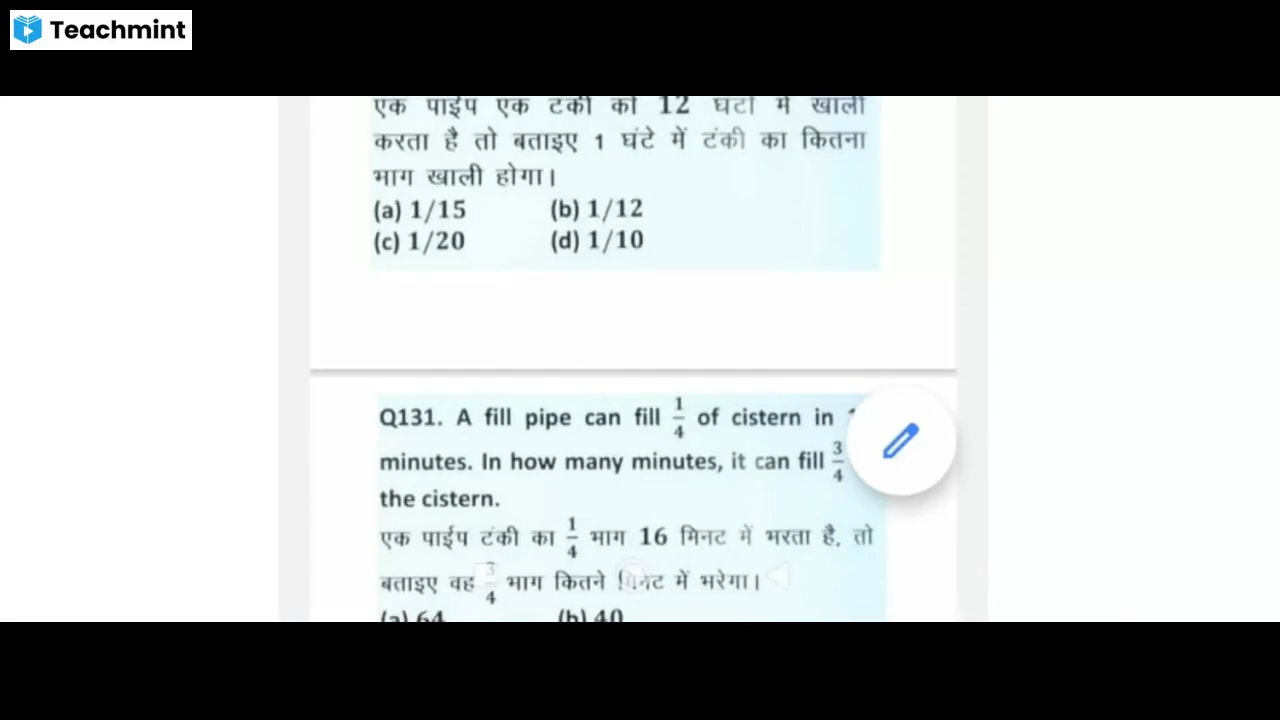 Teachmint
एक पाईप एक टंकी को 12 घंटों में खाली
करता है तो बताइए 1 घंटे में टंकी का कितना
भाग खाली होगा।
(a) 1/15 (b) 1/12
(c) 1/20 (d) 1/10
Q131. A fill pipe can fill 1/4 of cistern in
minutes. In how many minutes, it can fill 3/4
the cistern.
एक पाईप टंकी का 1/4 भाग 16 मिनट में भरता है, तो
बताइए वह 3/4 भाग कितने मिनट में भरेगा।
(a) 64 (b) 40